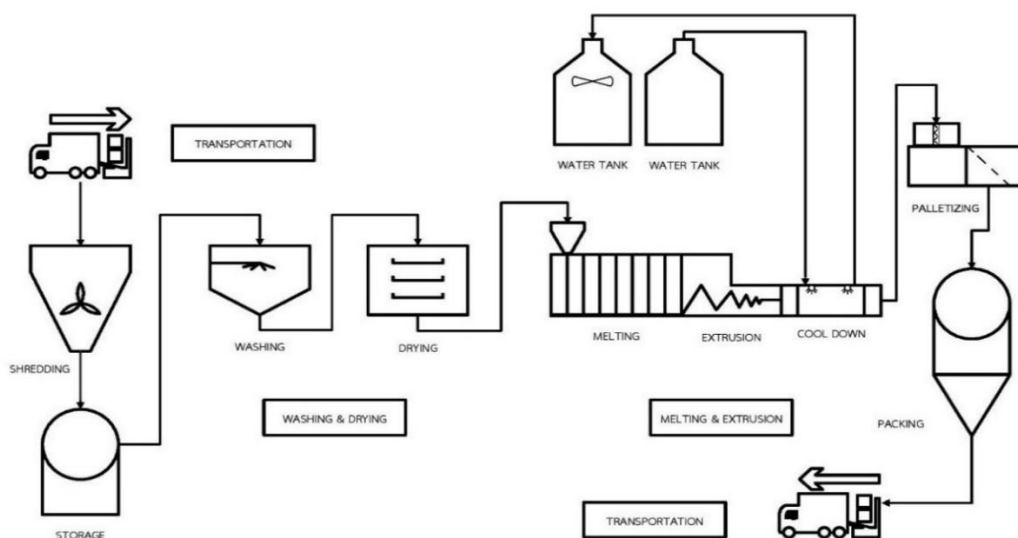 WATER TANK
WATER TANK
TRANSPORTATION
PALLETIZING
SHREDDING
WASHING
DRYING
MELTING
EXTRUSION
COOL DOWN
WASHING & DRYING
MELTING & EXTRUSION
PACKING
STORAGE
TRANSPORTATION